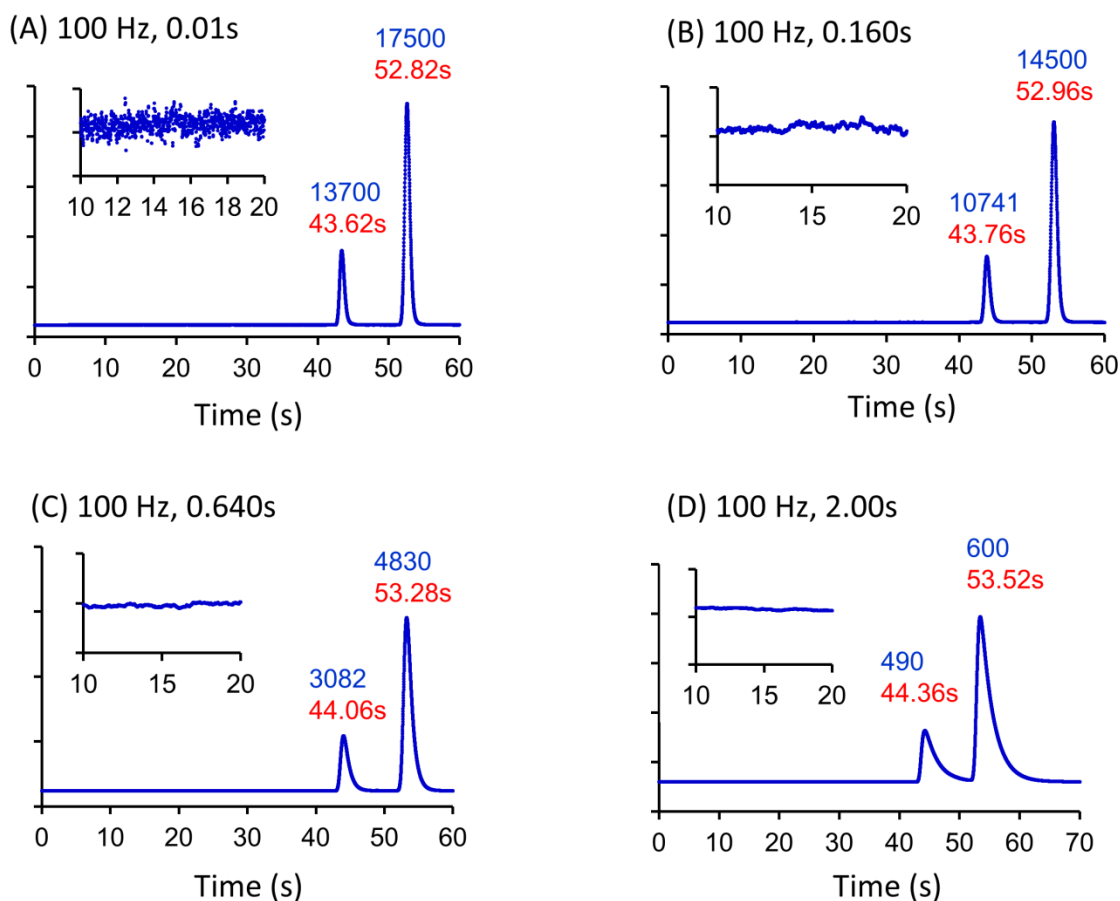 (A) 100 Hz, 0.01s
17500
52.82s
13700
43.62s
10 12 14 16 18 20
0 10 20 30 40 50 60
Time (s)
(B) 100 Hz, 0.160s
14500
52.96s
10741
43.76s
10 15 20
0 10 20 30 40 50 60
Time (s)
(C) 100 Hz, 0.640s
4830
53.28s
3082
44.06s
10 20
0 10 20 30 40 50 60
Time (s)
(D) 100 Hz, 2.00s
600
53.52s
490
44.36s
10 20
0 10 20 30 40 50 60 70
Time (s)